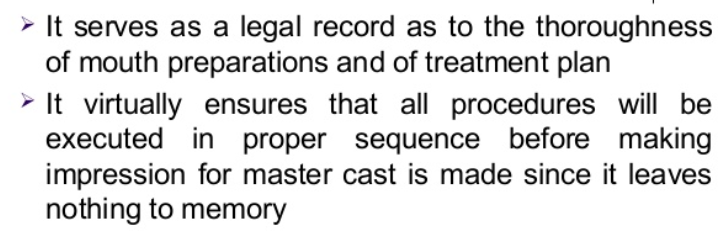 ➢ It serves as a legal record as to the thoroughness
of mouth preparations and of treatment plan
➢ It virtually ensures that all procedures will be
executed in proper sequence before making
impression for master cast is made since it leaves
nothing to memory